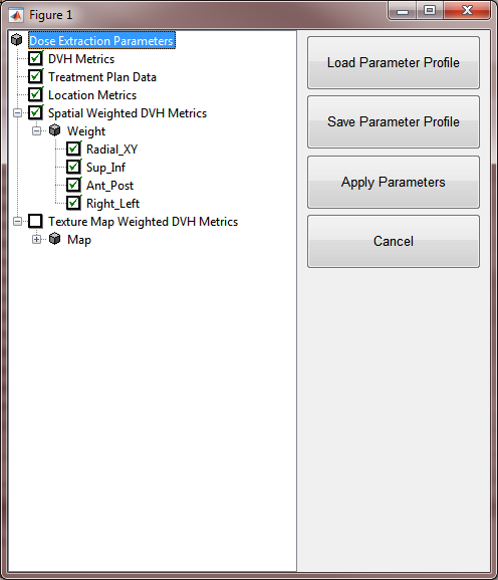 Figure 1
Dose Extraction Parameters
DVH Metrics
Treatment Plan Data
Location Metrics
Spatial Weighted DVH Metrics
Weight
Radial_XY
Sup_Inf
Ant_Post
Right_Left
Texture Map Weighted DVH Metrics
Map
Load Parameter Profile
Save Parameter Profile
Apply Parameters
Cancel